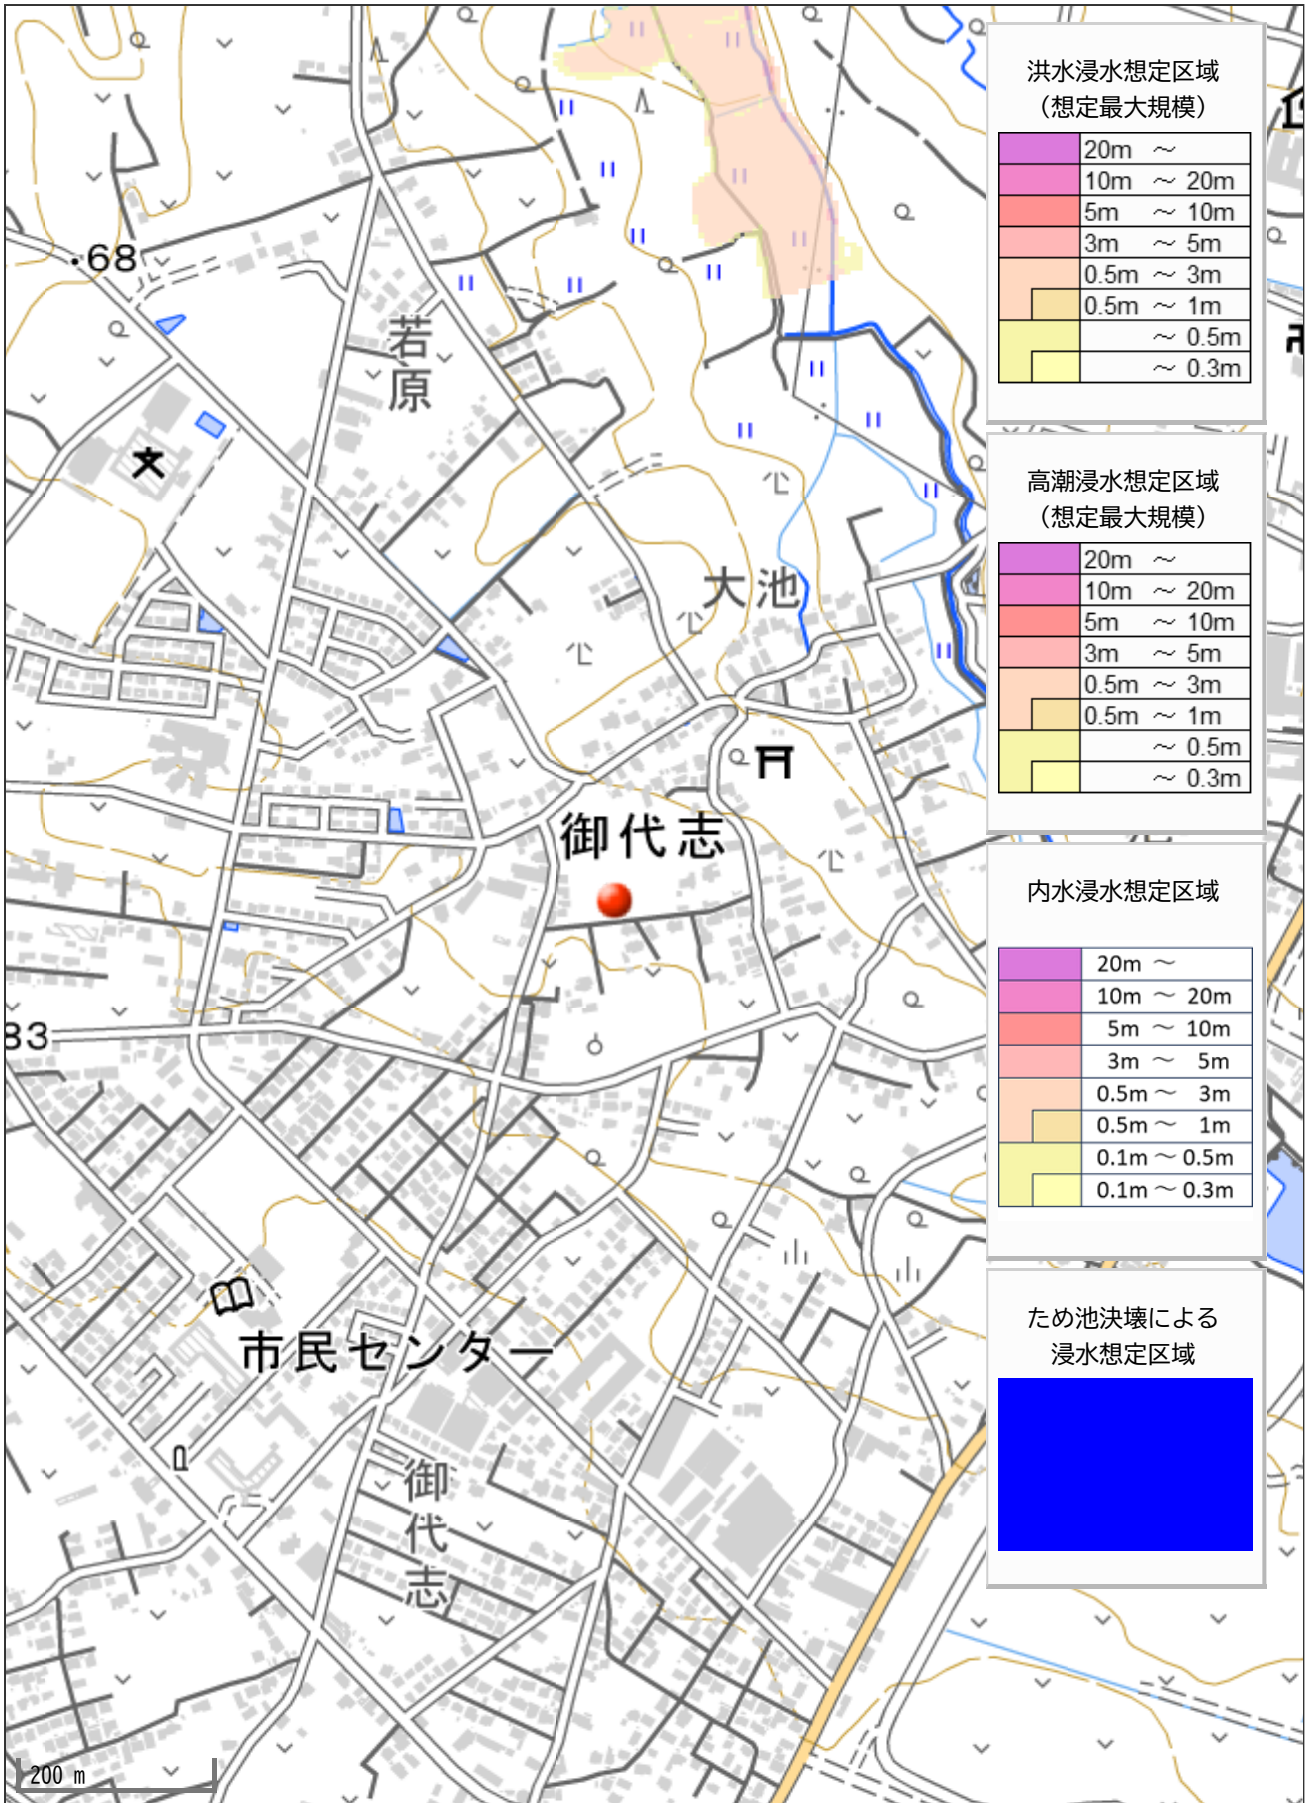 68
若原
大池
御代志
83
市民センター
御代志
200 m
洪水浸水想定区域
（想定最大規模）
20m ～
10m ～ 20m
5m ～ 10m
3m ～ 5m
0.5m ～ 3m
0.5m ～ 1m
～ 0.5m
～ 0.3m
高潮浸水想定区域
（想定最大規模）
20m ～
10m ～ 20m
5m ～ 10m
3m ～ 5m
0.5m ～ 3m
0.5m ～ 1m
～ 0.5m
～ 0.3m
内水浸水想定区域
20m ～
10m ～ 20m
5m ～ 10m
3m ～ 5m
0.5m ～ 3m
0.5m ～ 1m
0.1m ～ 0.5m
0.1m ～ 0.3m
ため池決壊による
浸水想定区域